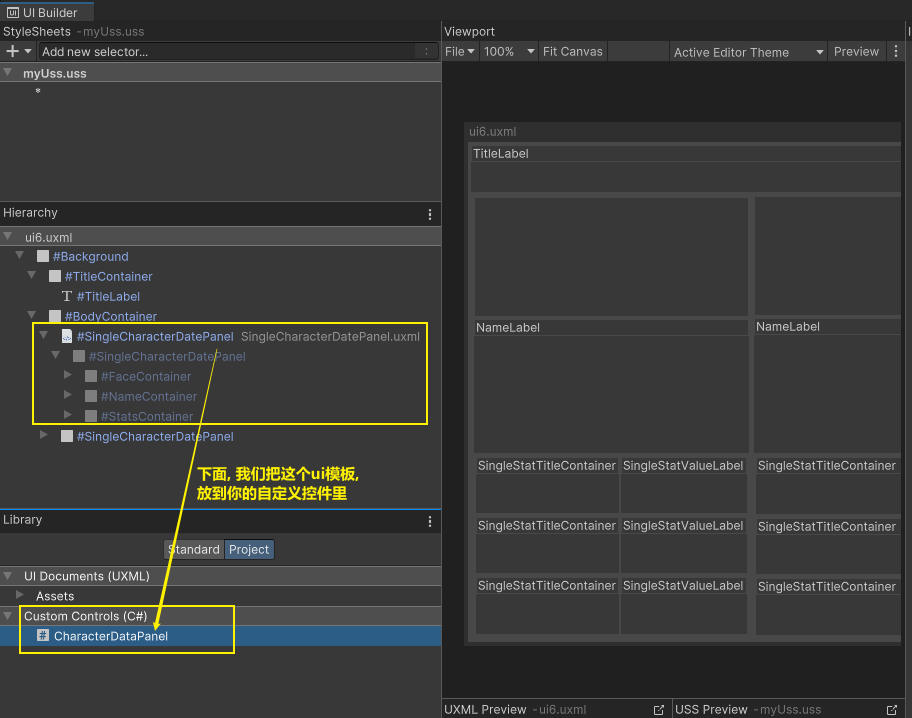 UI Builder
StyleSheets - myUss.uss
+ Add new selector... :
myUss.uss
*
Hierarchy
ui6.uxml
#Background
#TitleContainer
T #TitleLabel
#BodyContainer
#SingleCharacterDatePanel SingleCharacterDatePanel.uxml
#SingleCharacterDatePanel
#FaceContainer
#NameContainer
#StatsContainer
#SingleCharacterDatePanel
下面, 我们把这个ui模板,
放到你的自定义控件里
Library
Standard Project
UI Documents (UXML)
Assets
Custom Controls (C#)
# CharacterDataPanel
Viewport
File 100% Fit Canvas Active Editor Theme Preview
ui6.uxml
TitleLabel
NameLabel NameLabel
SingleStatTitleContainer SingleStatValueLabel SingleStatTitleContainer
SingleStatTitleContainer SingleStatValueLabel SingleStatTitleContainer
SingleStatTitleContainer SingleStatValueLabel SingleStatTitleContainer
UXML Preview - ui6.uxml USS Preview - myUss.uss